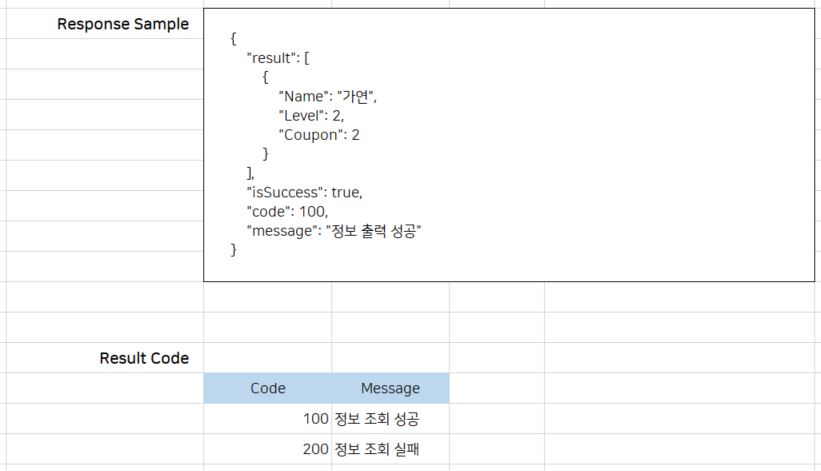 Response Sample
{
"result": [
{
"Name": "가연",
"Level": 2,
"Coupon": 2
}
],
"isSuccess": true,
"code": 100,
"message": "정보 출력 성공"
}
Result Code
Code Message
100 정보 조회 성공
200 정보 조회 실패